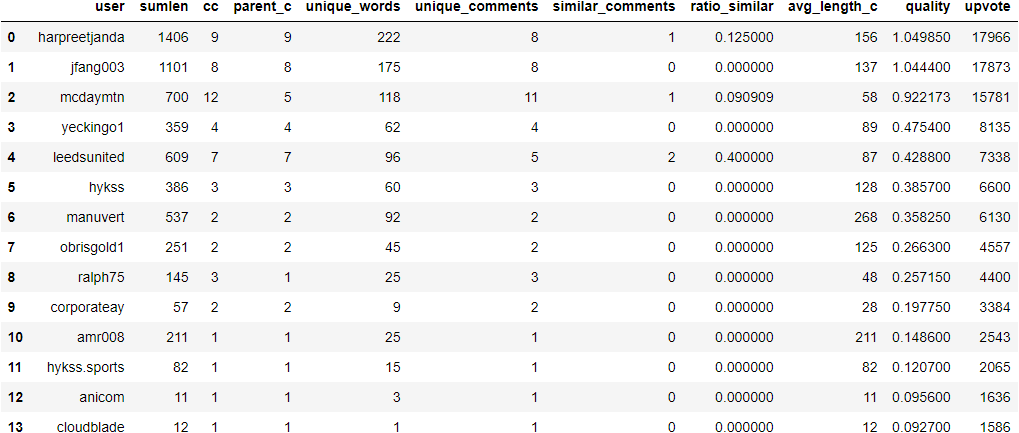 user sumlen cc parent_c unique_words unique_comments similar_comments ratio_similar avg_length_c quality upvote
0 harpreetjanda 1406 9 9 222 8 1 0.125000 156 1.049850 17966
1 jfang003 1101 8 8 175 8 0 0.000000 137 1.044400 17873
2 mcdaymtn 700 12 5 118 11 1 0.090909 58 0.922173 15781
3 yeckingo1 359 4 4 62 4 0 0.000000 89 0.475400 8135
4 leedsunited 609 7 7 96 5 2 0.400000 87 0.428800 7338
5 hykss 386 3 3 60 3 0 0.000000 128 0.385700 6600
6 manuvert 537 2 2 92 2 0 0.000000 268 0.358250 6130
7 obrisgold1 251 2 2 45 2 0 0.000000 125 0.266300 4557
8 ralph75 145 3 1 25 3 0 0.000000 48 0.257150 4400
9 corporateay 57 2 2 9 2 0 0.000000 28 0.197750 3384
10 amr008 211 1 1 25 1 0 0.000000 211 0.148600 2543
11 hykss.sports 82 1 1 15 1 0 0.000000 82 0.120700 2065
12 anicom 11 1 1 3 1 0 0.000000 11 0.095600 1636
13 cloudblade 12 1 1 1 1 0 0.000000 12 0.092700 1586